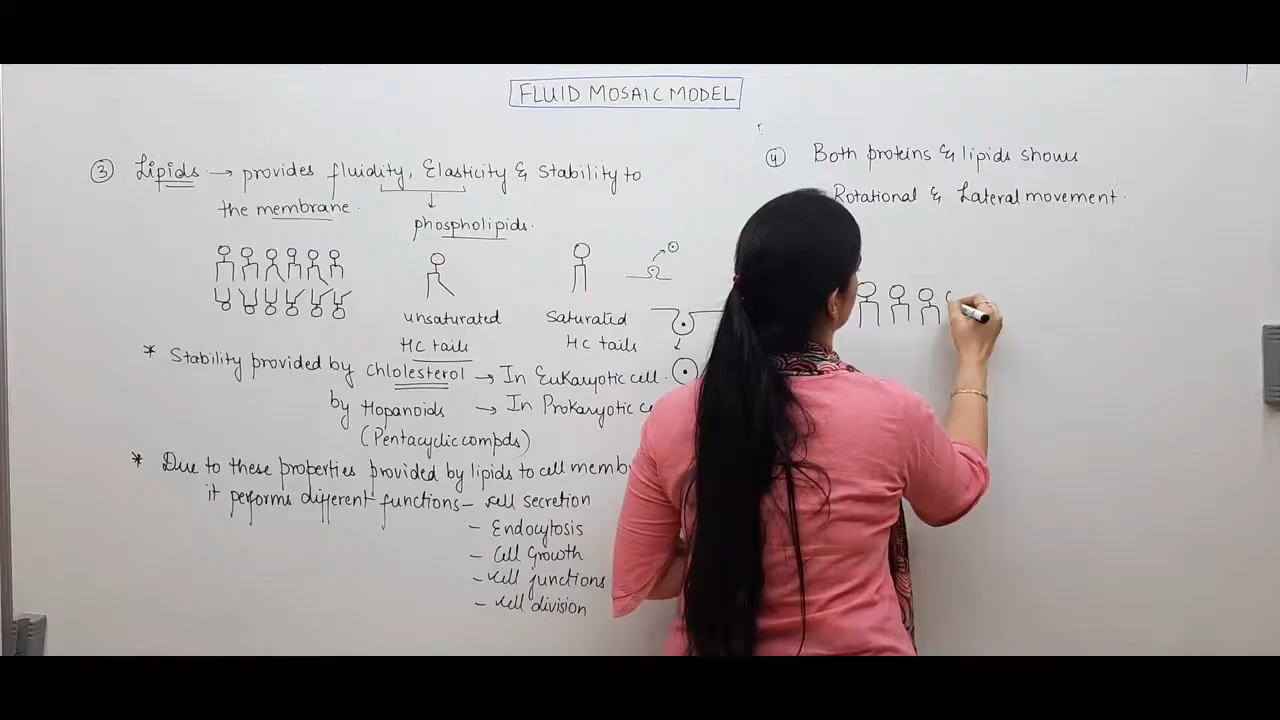 FLUID MOSAIC MODEL
③ Lipids → provides fluidity, Elasticity & Stability to
the membrane.
phospholipids.
unsaturated
HC tails
Saturated
HC tails
* Stability provided by chlolesterol → In Eukaryotic cell.
by Hopanoids → In Prokaryotic ce
(Pentacyclic compds)
* Due to these properties provided by lipids to cell memb
it performs different functions – cell secretion
– Endocytosis
– Cell Growth
– cell junctions
– cell division
④ Both proteins & lipids shows
Rotational & Lateral movement.